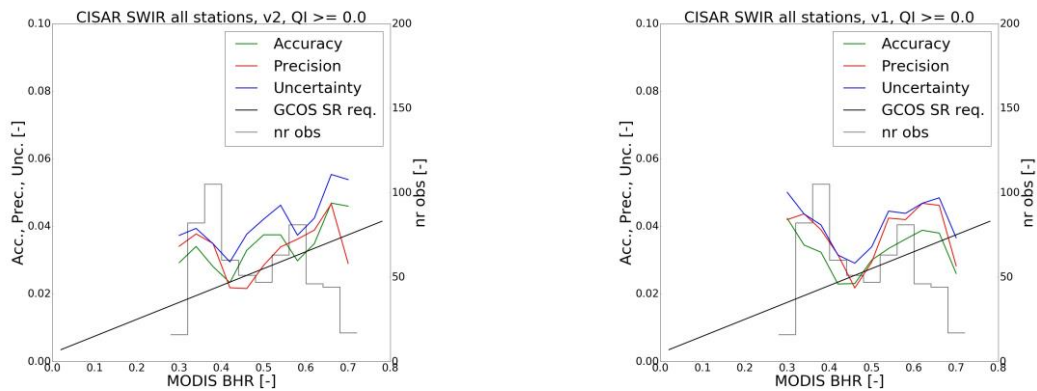 CISAR SWIR all stations, v2, QI >= 0.0
0.10
0.08
0.06
0.04
0.02
0.00
Acc., Prec., Unc. [-]
Accuracy
Precision
Uncertainty
GCOS SR req.
nr obs
200
150
100
50
0
nr obs [-]
0.0 0.1 0.2 0.3 0.4 0.5 0.6 0.7 0.8
MODIS BHR [-]
CISAR SWIR all stations, v1, QI >= 0.0
0.10
0.08
0.06
0.04
0.02
0.00
Acc., Prec., Unc. [-]
Accuracy
Precision
Uncertainty
GCOS SR req.
nr obs
200
150
100
50
0
nr obs [-]
0.0 0.1 0.2 0.3 0.4 0.5 0.6 0.7 0.8
MODIS BHR [-]